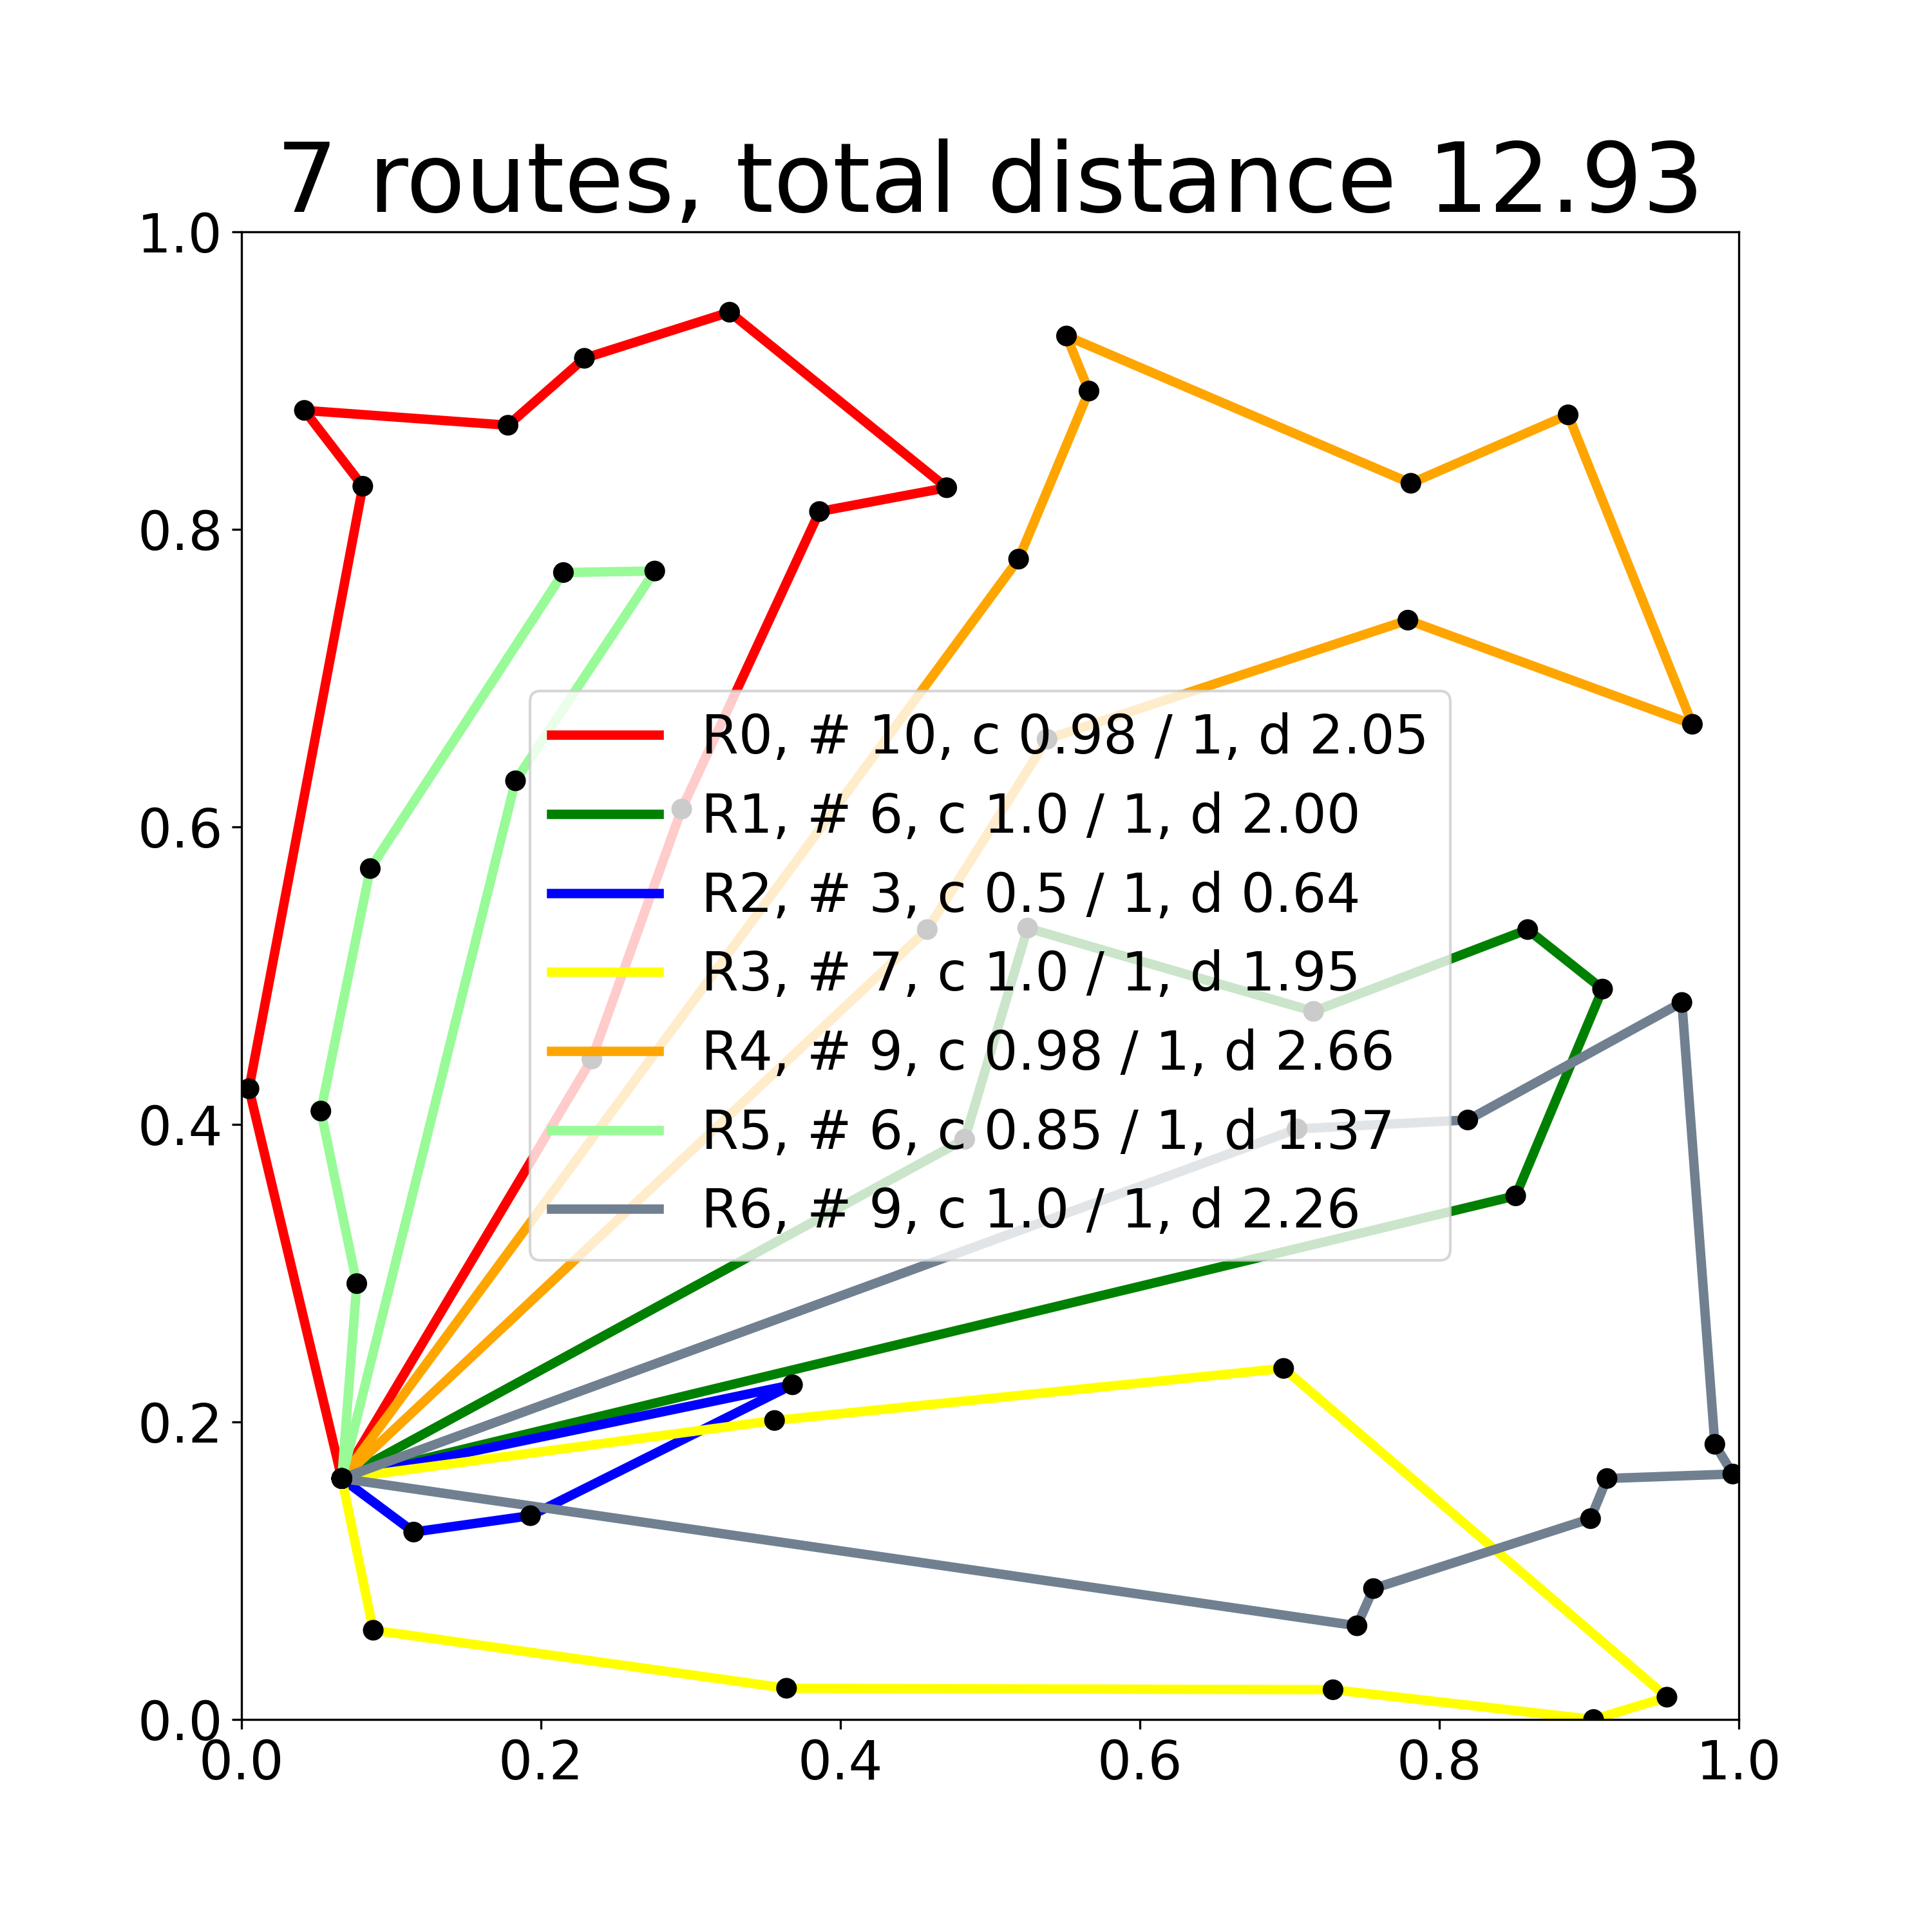 7 routes, total distance 12.93
1.0
0.8
0.6
0.4
0.2
0.0
R0, # 10, c 0.98 / 1, d 2.05
R1, # 6, c 1.0 / 1, d 2.00
R2, # 3, c 0.5 / 1, d 0.64
R3, # 7, c 1.0 / 1, d 1.95
R4, # 9, c 0.98 / 1, d 2.66
R5, # 6, c 0.85 / 1, d 1.37
R6, # 9, c 1.0 / 1, d 2.26
0.0 0.2 0.4 0.6 0.8 1.0